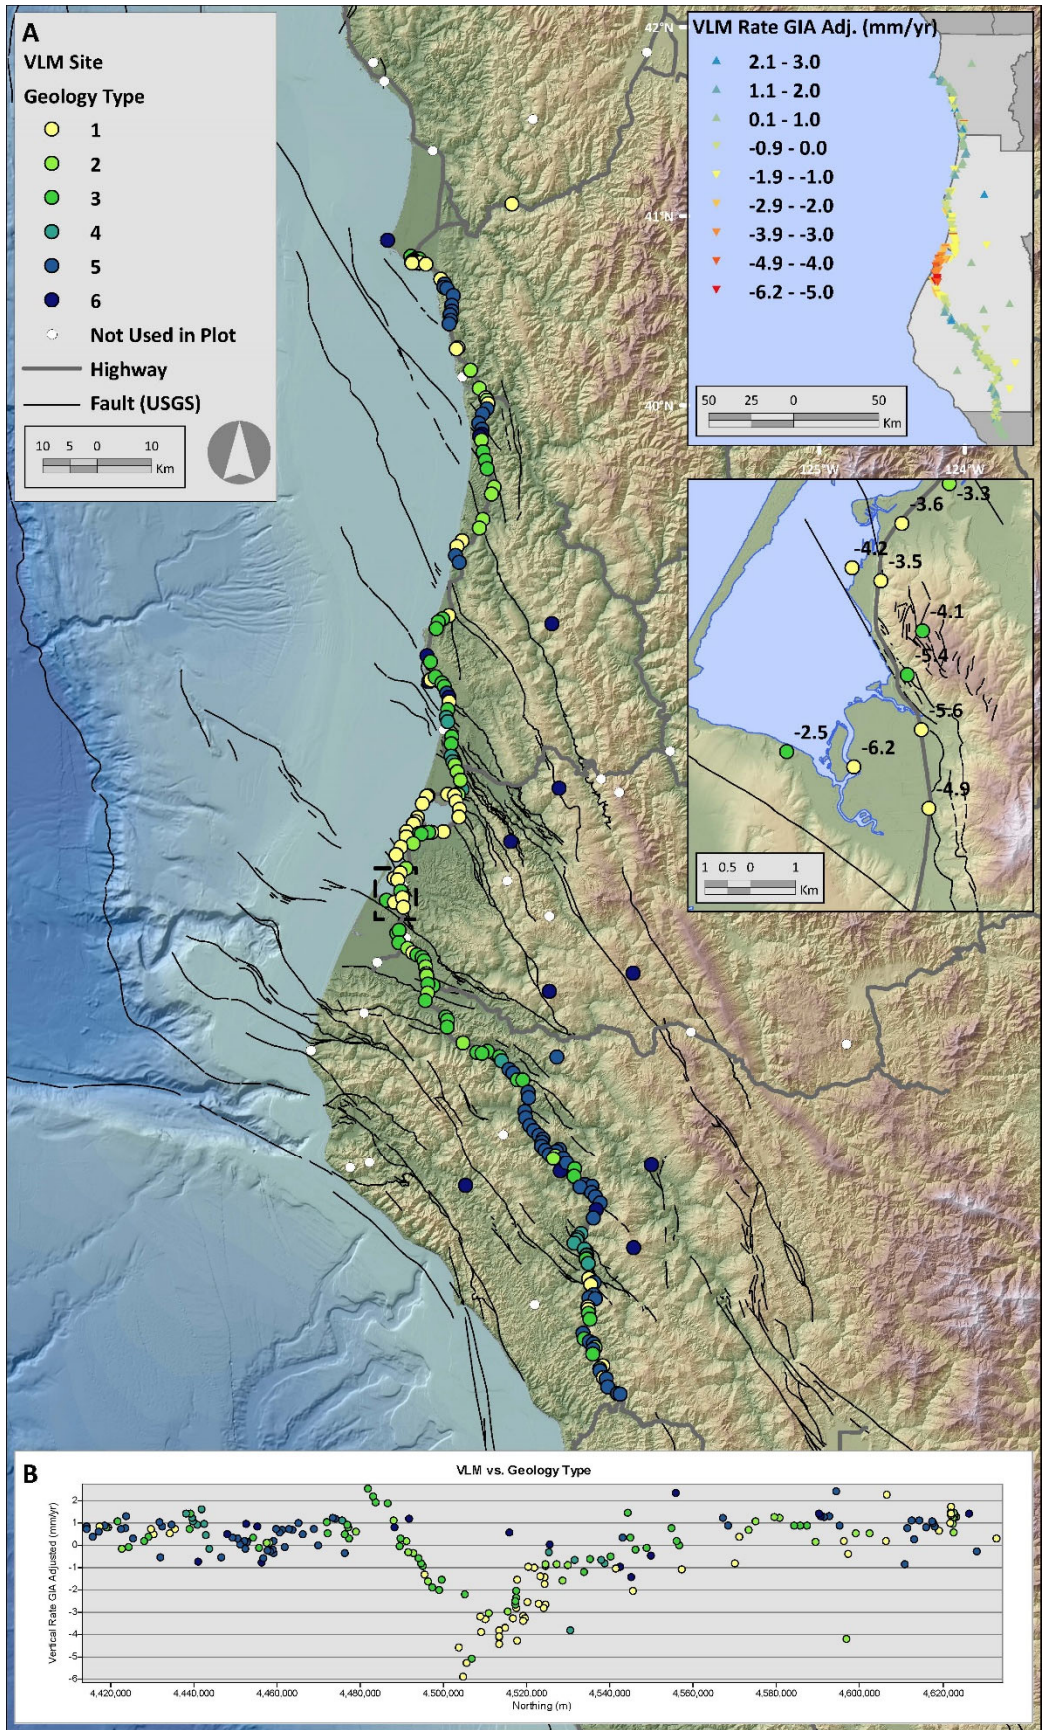 A
VLM Site
Geology Type
1
2
3
4
5
6
Not Used in Plot
Highway
Fault (USGS)
10 5 0 10
Km
42°N
41°N
40°N
125°W
124°W
VLM Rate GIA Adj. (mm/yr)
2.1 - 3.0
1.1 - 2.0
0.1 - 1.0
-0.9 - 0.0
-1.9 - -1.0
-2.9 - -2.0
-3.9 - -3.0
-4.9 - -4.0
-6.2 - -5.0
50 25 0 50
Km
-3.3
-3.6
-4.2
-3.5
-4.1
-5.4
-5.6
-2.5
-6.2
-4.9
1 0.5 0 1
Km
B
VLM vs. Geology Type
Vertical Rate GIA Adjusted (mm/yr)
2
1
0
-1
-2
-3
-4
-5
-6
4,420,000 4,440,000 4,460,000 4,480,000 4,500,000 4,520,000 4,540,000 4,560,000 4,580,000 4,600,000 4,620,000
Northing (m)